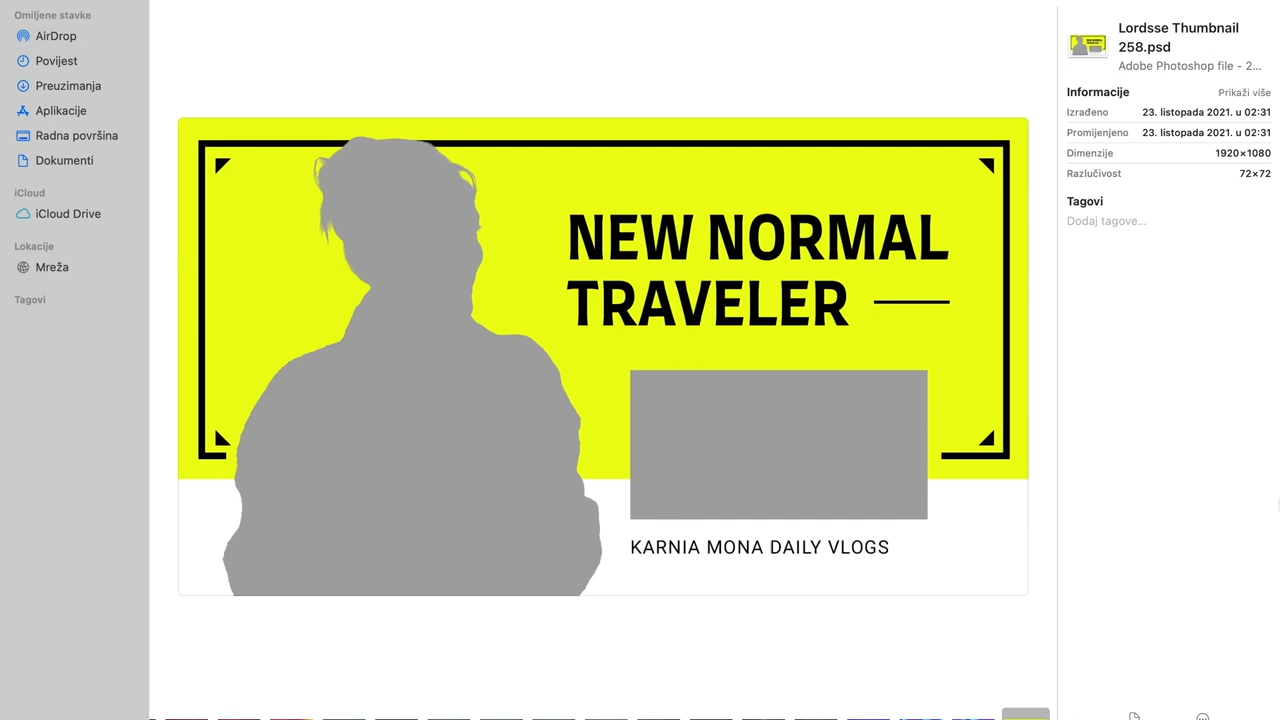 Omiljene stavke
AirDrop
Povijest
Preuzimanja
Aplikacije
Radna površina
Dokumenti
iCloud
iCloud Drive
Lokacije
Mreža
Tagovi
NEW NORMAL
TRAVELER
KARNIA MONA DAILY VLOGS
Lordsse Thumbnail
258.psd
Adobe Photoshop file - 2...
Informacije Prikaži više
Izrađeno 23. listopada 2021. u 02:31
Promijenjeno 23. listopada 2021. u 02:31
Dimenzije 1920×1080
Razlučivost 72×72
Tagovi
Dodaj tagove...